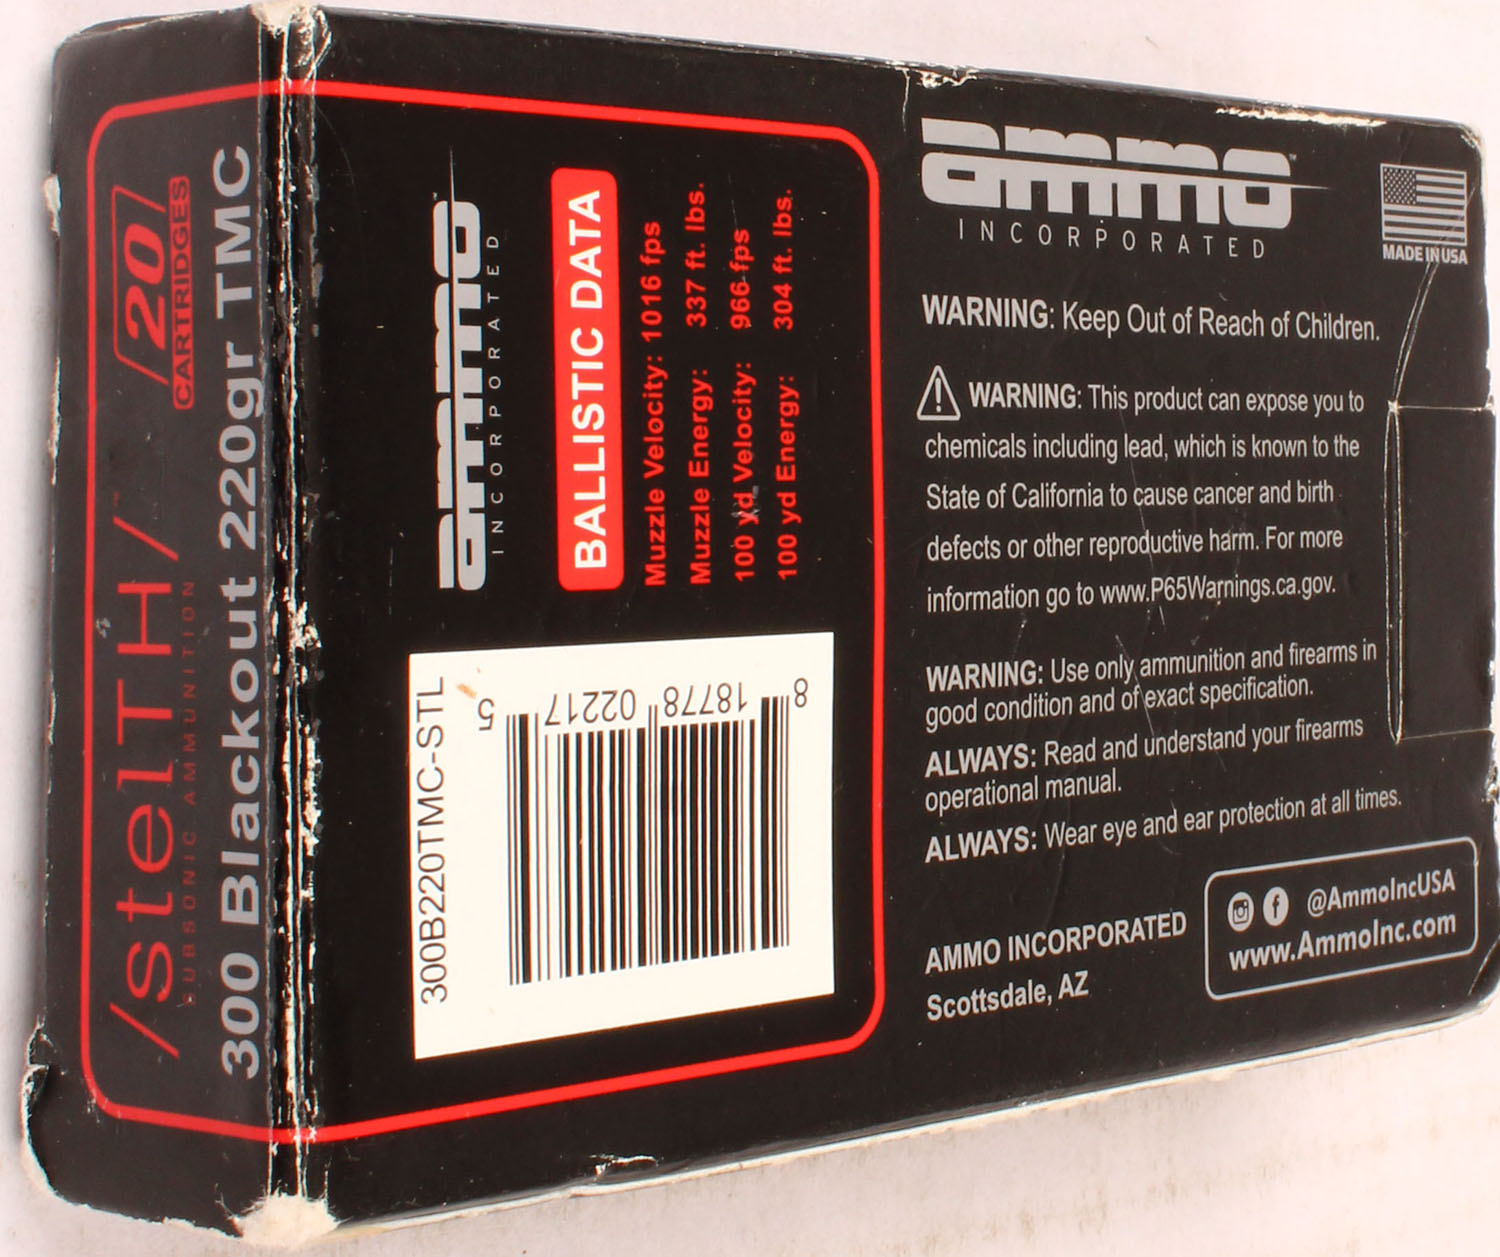 /stelTH/™
SUBSONIC AMMUNITION
/20/
CARTRIDGES
300 Blackout 220gr TMC
ammo™
INCORPORATED
BALLISTIC DATA
Muzzle Velocity: 1016 fps
Muzzle Energy: 337 ft. lbs.
100 yd Velocity: 966 fps
100 yd Energy: 304 ft. lbs.
300B220TMC-STL
8 18778 02217 5
ammo™
INCORPORATED
MADE IN USA
WARNING: Keep Out of Reach of Children.
WARNING: This product can expose you to
chemicals including lead, which is known to the
State of California to cause cancer and birth
defects or other reproductive harm. For more
information go to www.P65Warnings.ca.gov.
WARNING: Use only ammunition and firearms in
good condition and of exact specification.
ALWAYS: Read and understand your firearms
operational manual.
ALWAYS: Wear eye and ear protection at all times.
AMMO INCORPORATED
Scottsdale, AZ
@AmmoIncUSA
www.AmmoInc.com